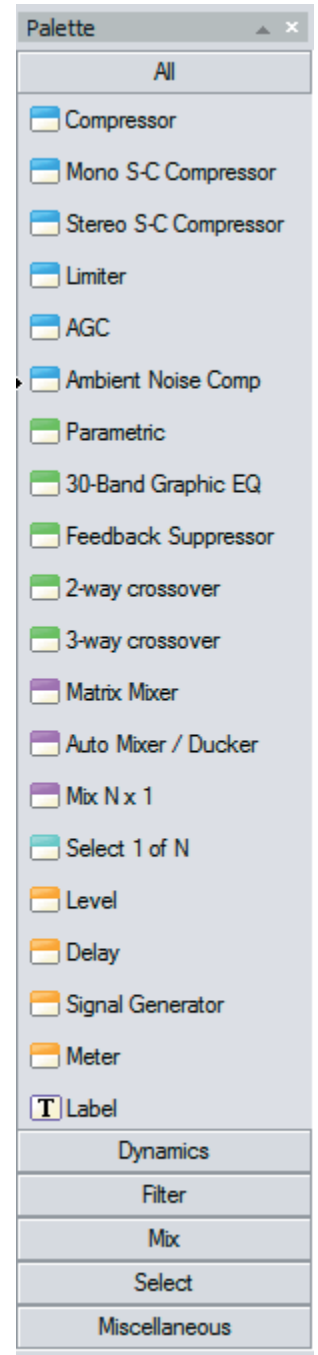 Palette
All
Compressor
Mono S-C Compressor
Stereo S-C Compressor
Limiter
AGC
Ambient Noise Comp
Parametric
30-Band Graphic EQ
Feedback Suppressor
2-way crossover
3-way crossover
Matrix Mixer
Auto Mixer / Ducker
Mix N x 1
Select 1 of N
Level
Delay
Signal Generator
Meter
T Label
Dynamics
Filter
Mix
Select
Miscellaneous